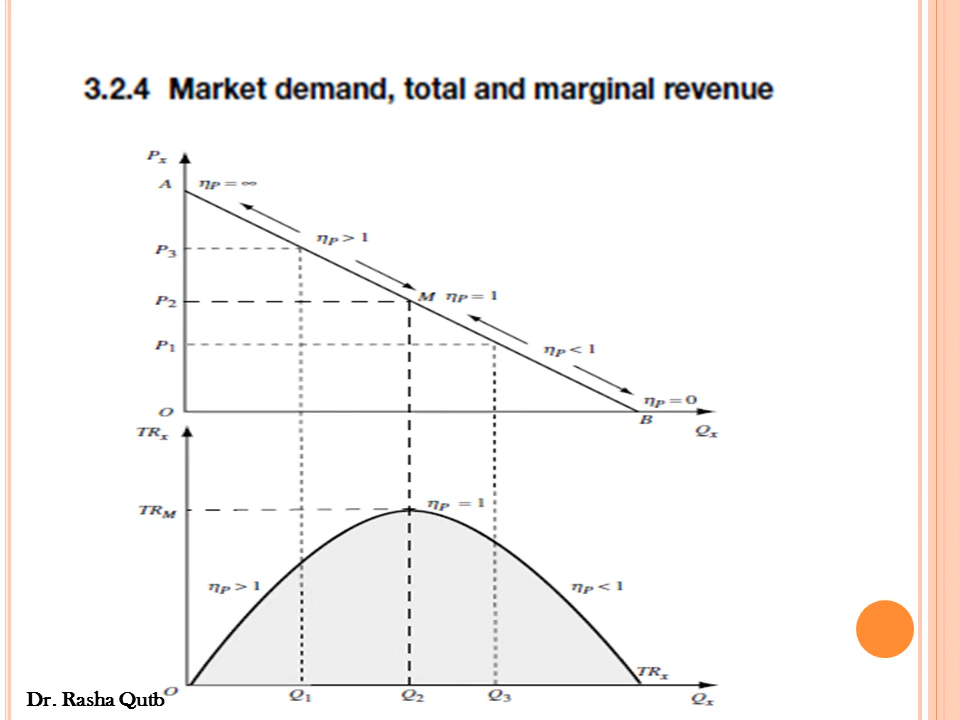 3.2.4 Market demand, total and marginal revenue
Px
A
ηP = ∞
P3
ηP > 1
P2
M ηP = 1
P1
ηP < 1
ηP = 0
O
B
Qx
TRx
TRM
ηP = 1
ηP > 1
ηP < 1
TRx
O
Q1
Q2
Q3
Qx
Dr. Rasha Qutb